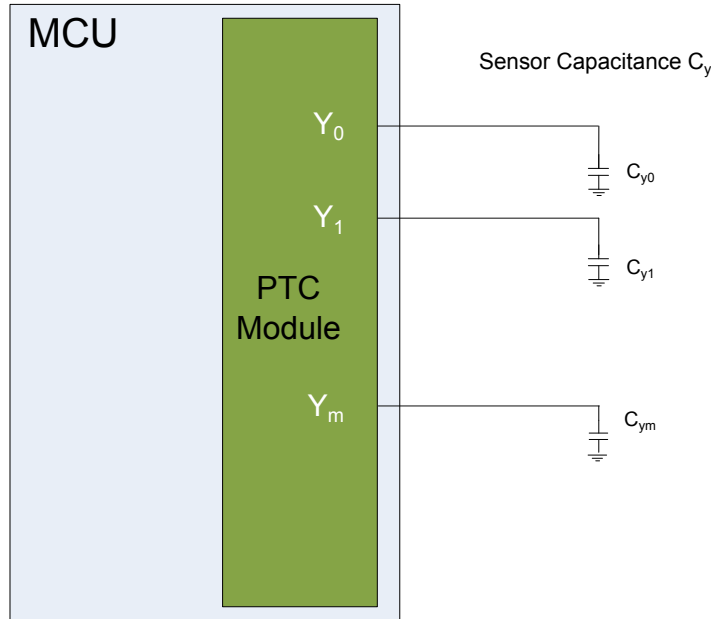 MCU
Sensor Capacitance Cy
Y0
Cy0
Y1
Cy1
PTC
Module
Ym
Cym